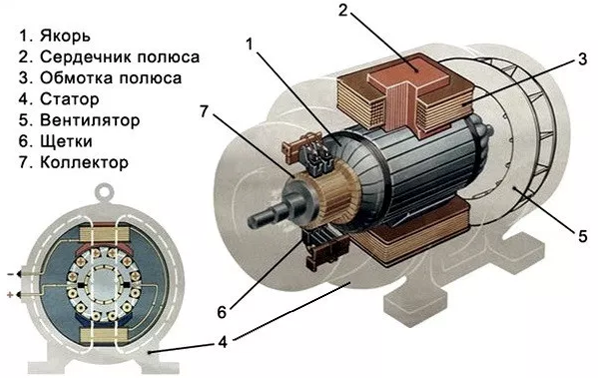 1. Якорь
2. Сердечник полюса
3. Обмотка полюса
4. Статор
5. Вентилятор
6. Щетки
7. Коллектор
2
1
3
7
5
6
4
−
+